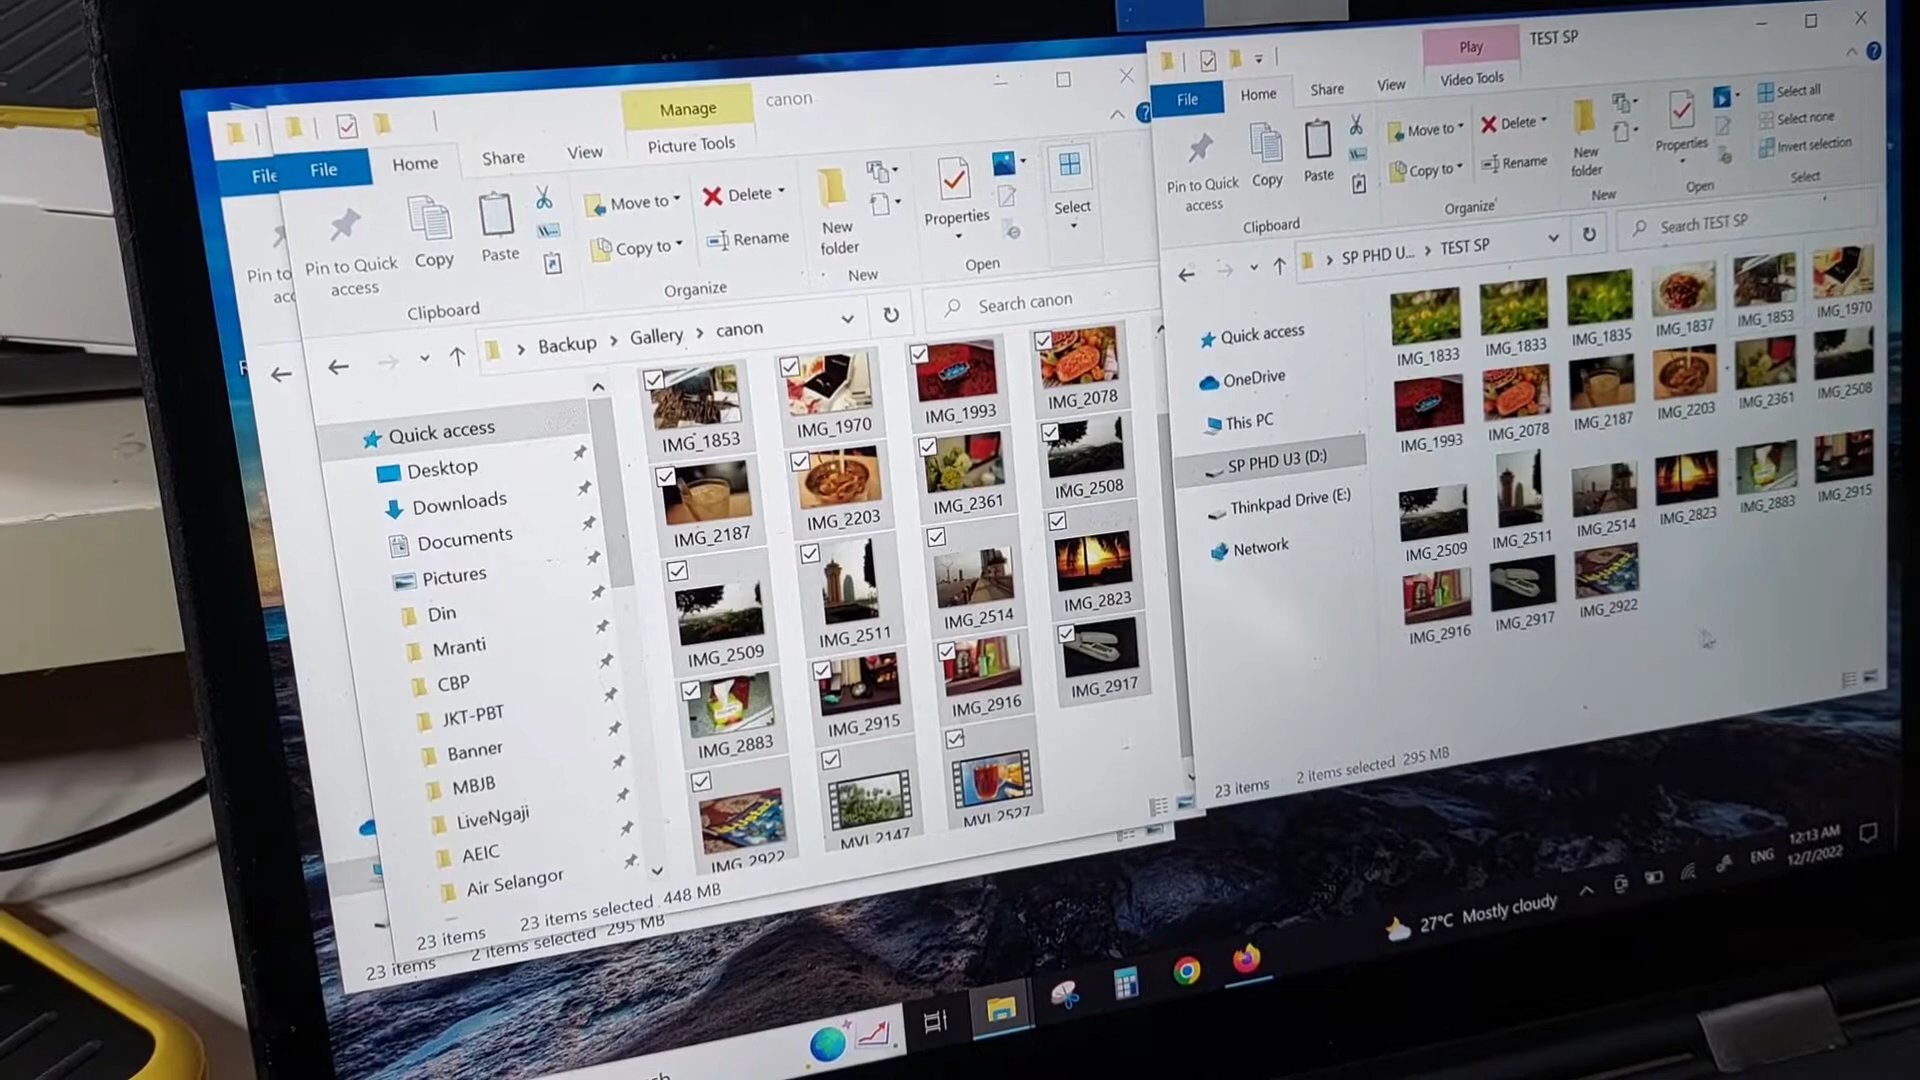 Manage
canon
File
File
Home
Share
View
Picture Tools
Pin to
Pin to Quick
access
Copy
Paste
Move to
Copy to
Delete
Rename
New
folder
Properties
Select
Clipboard
Organize
New
Open
Backup > Gallery > canon
Search canon
Quick access
Desktop
Downloads
Documents
Pictures
Din
Mranti
CBP
JKT-PBT
Banner
MBJB
LiveNgaji
AEIC
Air Selangor
IMG_1853
IMG_1970
IMG_1993
IMG_2078
IMG_2187
IMG_2203
IMG_2361
IMG_2508
IMG_2509
IMG_2511
IMG_2514
IMG_2823
IMG_2883
IMG_2915
IMG_2916
IMG_2917
IMG_2922
MVI_2147
MVI_2527
23 items
23 items selected 448 MB
23 items
2 items selected 295 MB
Play
TEST SP
File
Home
Share
View
Video Tools
Pin to Quick
access
Copy
Paste
Move to
Copy to
Delete
Rename
New
folder
Properties
Select all
Select none
Invert selection
Clipboard
Organize
New
Open
Select
SP PHD U... > TEST SP
Search TEST SP
Quick access
OneDrive
This PC
SP PHD U3 (D:)
Thinkpad Drive (E:)
Network
IMG_1833
IMG_1833
IMG_1835
IMG_1837
IMG_1853
IMG_1970
IMG_1993
IMG_2078
IMG_2187
IMG_2203
IMG_2361
IMG_2508
IMG_2509
IMG_2511
IMG_2514
IMG_2823
IMG_2883
IMG_2915
IMG_2916
IMG_2917
IMG_2922
23 items
2 items selected 295 MB
27°C Mostly cloudy
ENG
12:13 AM
12/7/2022